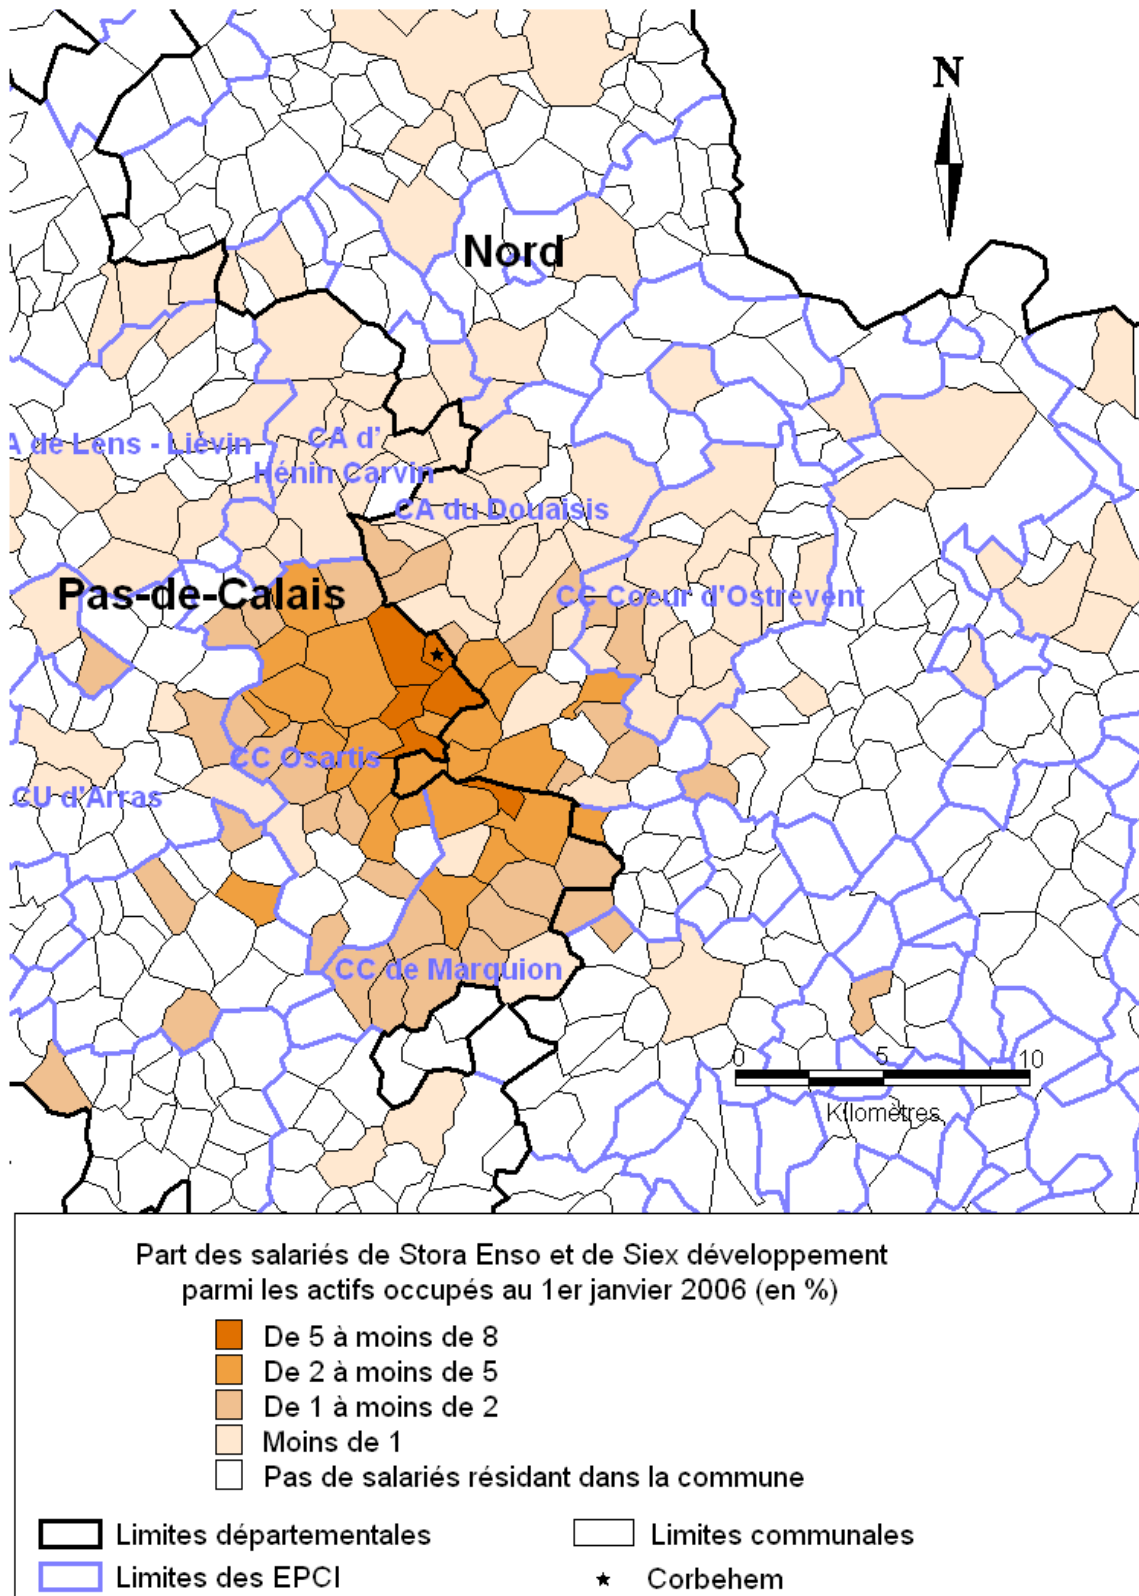 N
Nord
A de Lens - Liévin
CA d'
Hénin Carvin
CA du Douaisis
Pas-de-Calais
CC Coeur d'Ostrevent
CC Osartis
CU d'Arras
CC de Marquion
0 5 10
Kilomètres
Part des salariés de Stora Enso et de Siex développement
parmi les actifs occupés au 1er janvier 2006 (en %)
De 5 à moins de 8
De 2 à moins de 5
De 1 à moins de 2
Moins de 1
Pas de salariés résidant dans la commune
Limites départementales
Limites communales
Limites des EPCI
Corbehem